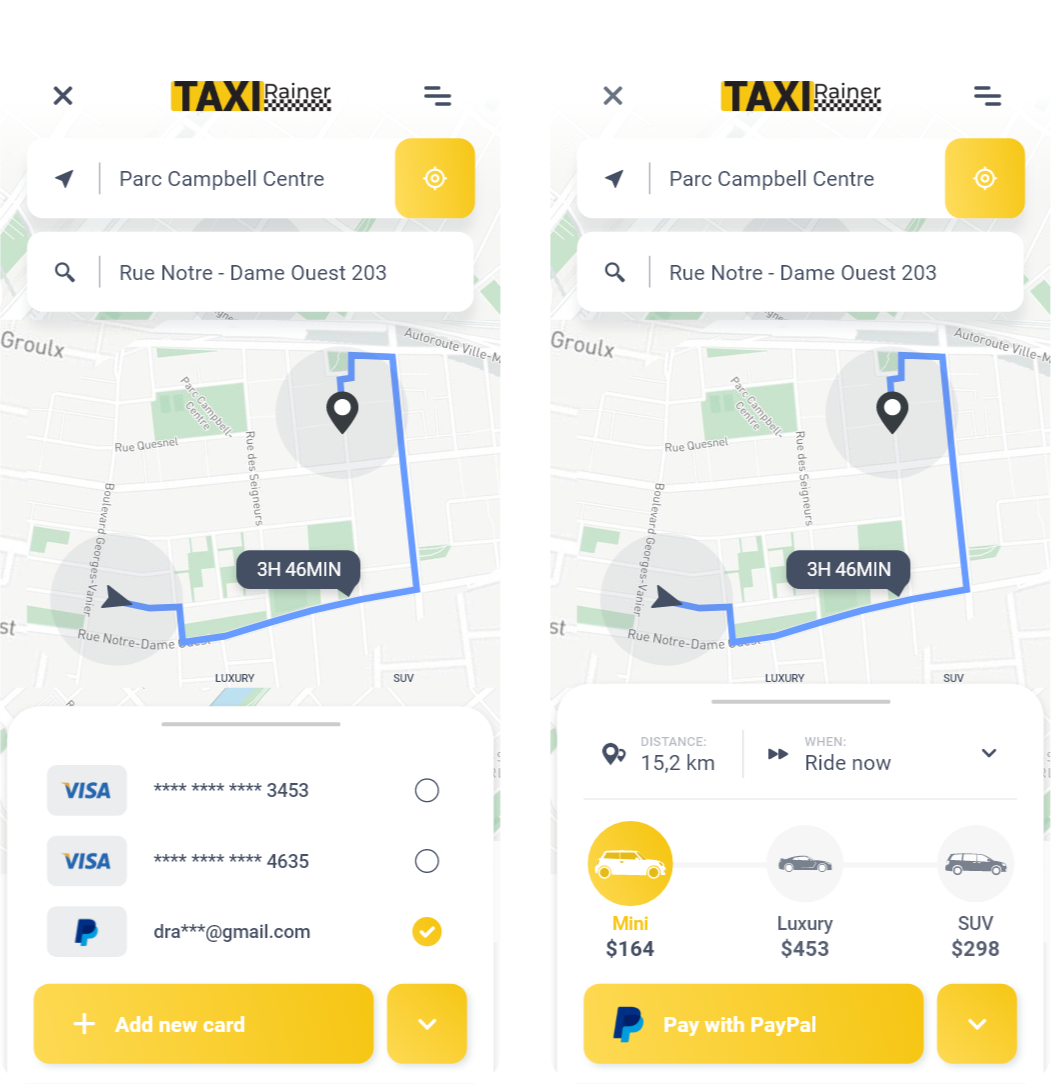 TAXI Rainer
Parc Campbell Centre
Rue Notre - Dame Ouest 203
Groulx
Autoroute Ville-M
Parc Campbell-
Centre
Rue Quesnel
Rue des Seigneurs
Boulevard Georges-Vanier
3H 46MIN
st
Rue Notre-Dame Ouest
LUXURY
SUV
VISA
**** **** **** 3453
VISA
**** **** **** 4635
dra***@gmail.com
Add new card
TAXI Rainer
Parc Campbell Centre
Rue Notre - Dame Ouest 203
Groulx
Autoroute Ville-M
Parc Campbell-
Centre
Rue Quesnel
Rue des Seigneurs
Boulevard Georges-Vanier
3H 46MIN
st
Rue Notre-Dame Ouest
LUXURY
SUV
DISTANCE:
15,2 km
WHEN:
Ride now
Mini
$164
Luxury
$453
SUV
$298
Pay with PayPal